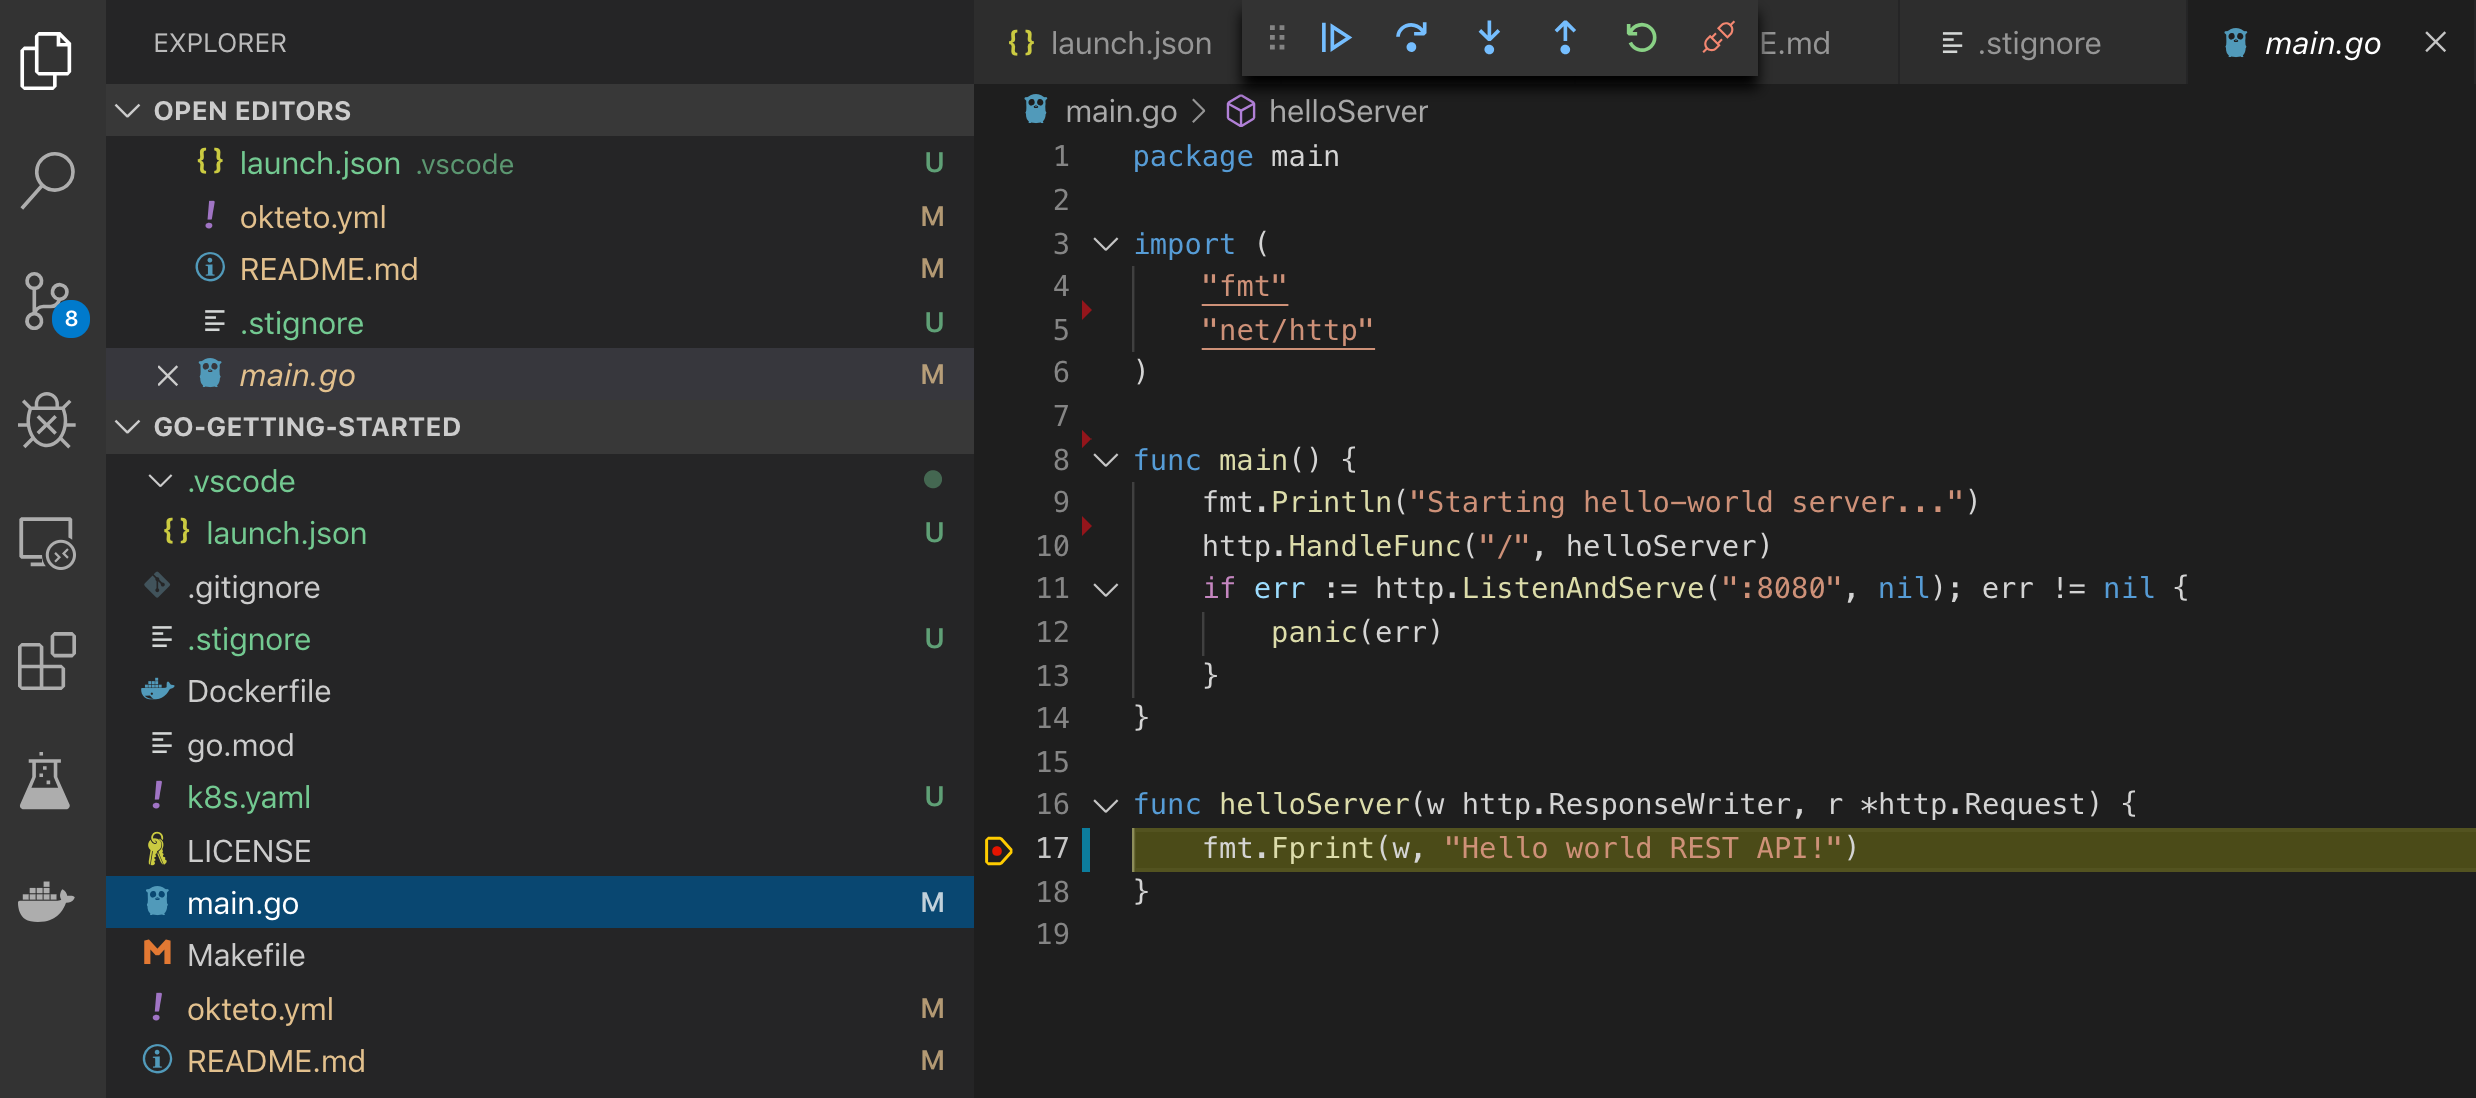 EXPLORER
OPEN EDITORS
launch.json .vscode U
okteto.yml M
README.md M
.stignore U
main.go M
GO-GETTING-STARTED
.vscode
launch.json U
.gitignore
.stignore U
Dockerfile
go.mod
k8s.yaml U
LICENSE
main.go M
Makefile
okteto.yml M
README.md M
8
launch.json E.md .stignore main.go
main.go > helloServer
1 package main
2
3 import (
4 "fmt"
5 "net/http"
6 )
7
8 func main() {
9 fmt.Println("Starting hello-world server...")
10 http.HandleFunc("/", helloServer)
11 if err := http.ListenAndServe(":8080", nil); err != nil {
12 panic(err)
13 }
14 }
15
16 func helloServer(w http.ResponseWriter, r *http.Request) {
17 fmt.Fprint(w, "Hello world REST API!")
18 }
19